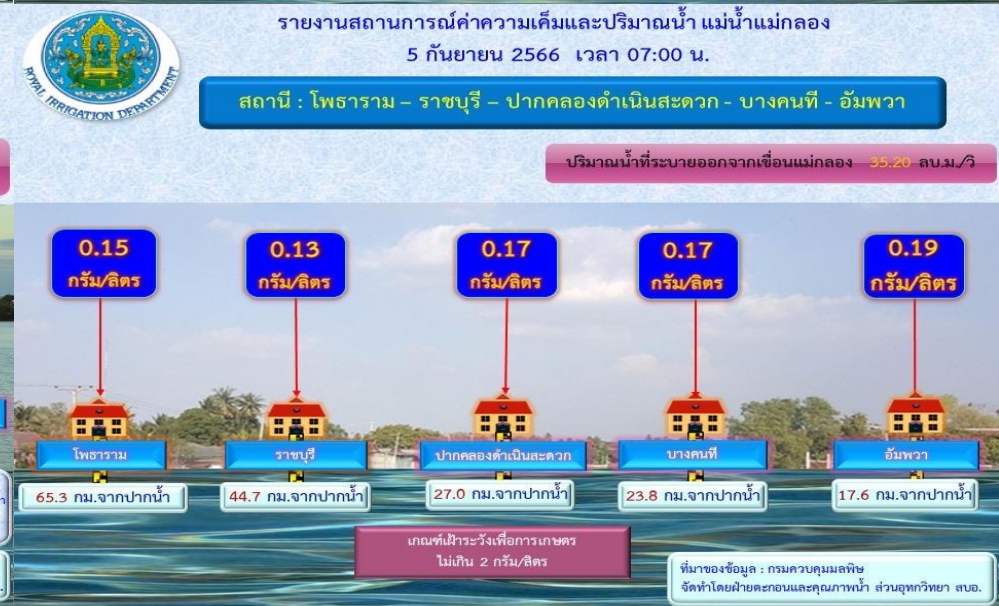 รายงานสถานการณ์ค่าความเค็มและปริมาณน้ำ แม่น้ำแม่กลอง
5 กันยายน 2566 เวลา 07:00 น.
ROYAL IRRIGATION DEPARTMENT
สถานี : โพธาราม – ราชบุรี – ปากคลองดำเนินสะดวก - บางคนที - อัมพวา
ปริมาณน้ำที่ระบายออกจากเขื่อนแม่กลอง 35.20 ลบ.ม./วิ
0.15
กรัม/ลิตร
0.13
กรัม/ลิตร
0.17
กรัม/ลิตร
0.17
กรัม/ลิตร
0.19
กรัม/ลิตร
โพธาราม
ราชบุรี
ปากคลองดำเนินสะดวก
บางคนที
อัมพวา
65.3 กม.จากปากน้ำ
44.7 กม.จากปากน้ำ
27.0 กม.จากปากน้ำ
23.8 กม.จากปากน้ำ
17.6 กม.จากปากน้ำ
เกณฑ์เฝ้าระวังเพื่อการเกษตร
ไม่เกิน 2 กรัม/ลิตร
ที่มาของข้อมูล : กรมควบคุมมลพิษ
จัดทำโดยฝ่ายตะกอนและคุณภาพน้ำ ส่วนอุทกวิทยา สบอ.